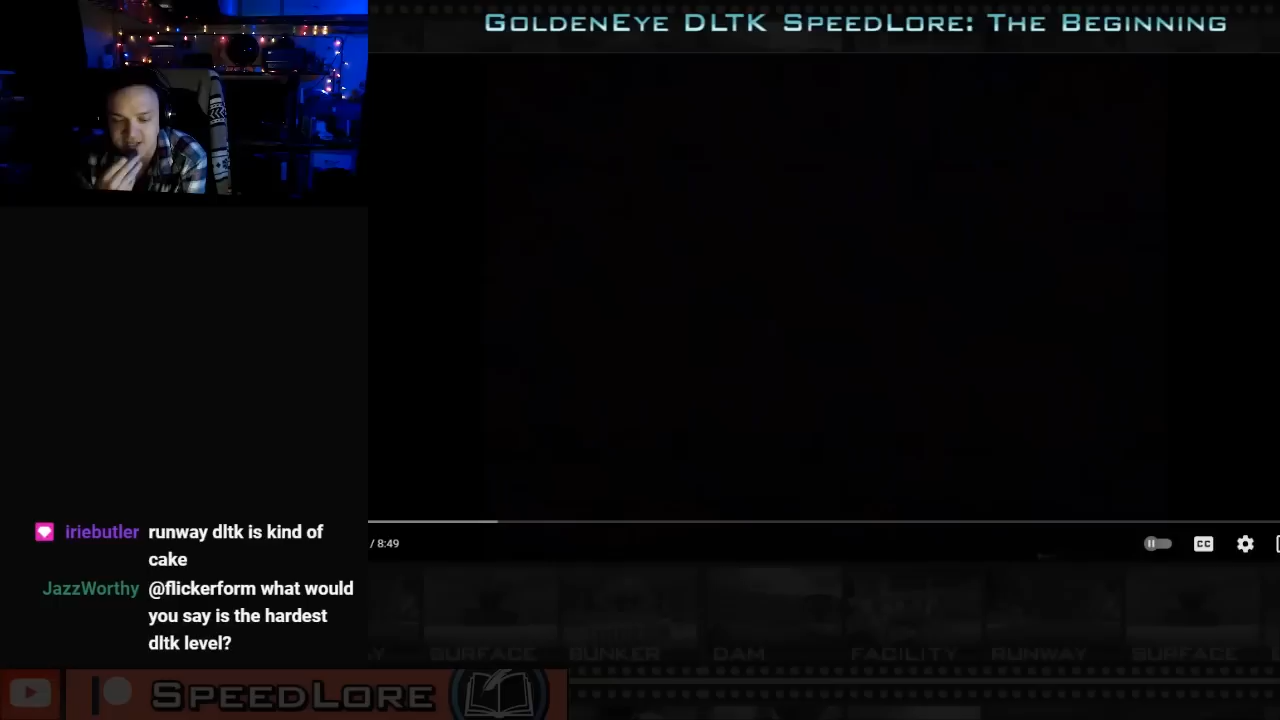 GoldenEye DLTK SpeedLore: The Beginning
iriebutler runway dltk is kind of
cake
JazzWorthy @flickerform what would
you say is the hardest
dltk level?
/ 8:49
CC
SURFACE BUNKER DAM FACILITY RUNWAY SURFACE
SpeedLore